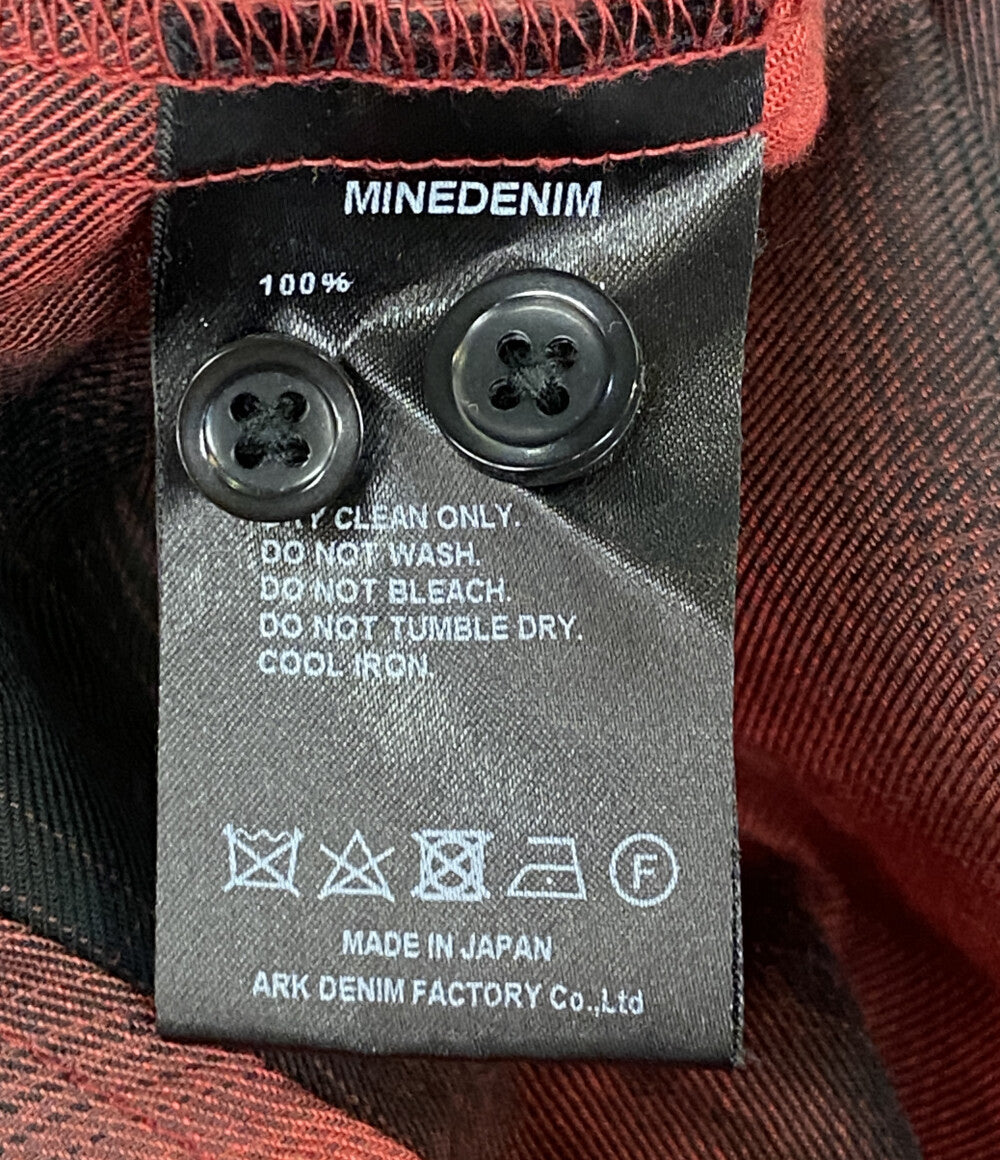 MINEDENIM
100%
CLEAN ONLY.
DO NOT WASH.
DO NOT BLEACH.
DO NOT TUMBLE DRY.
COOL IRON.
F
MADE IN JAPAN
ARK DENIM FACTORY Co.,Ltd